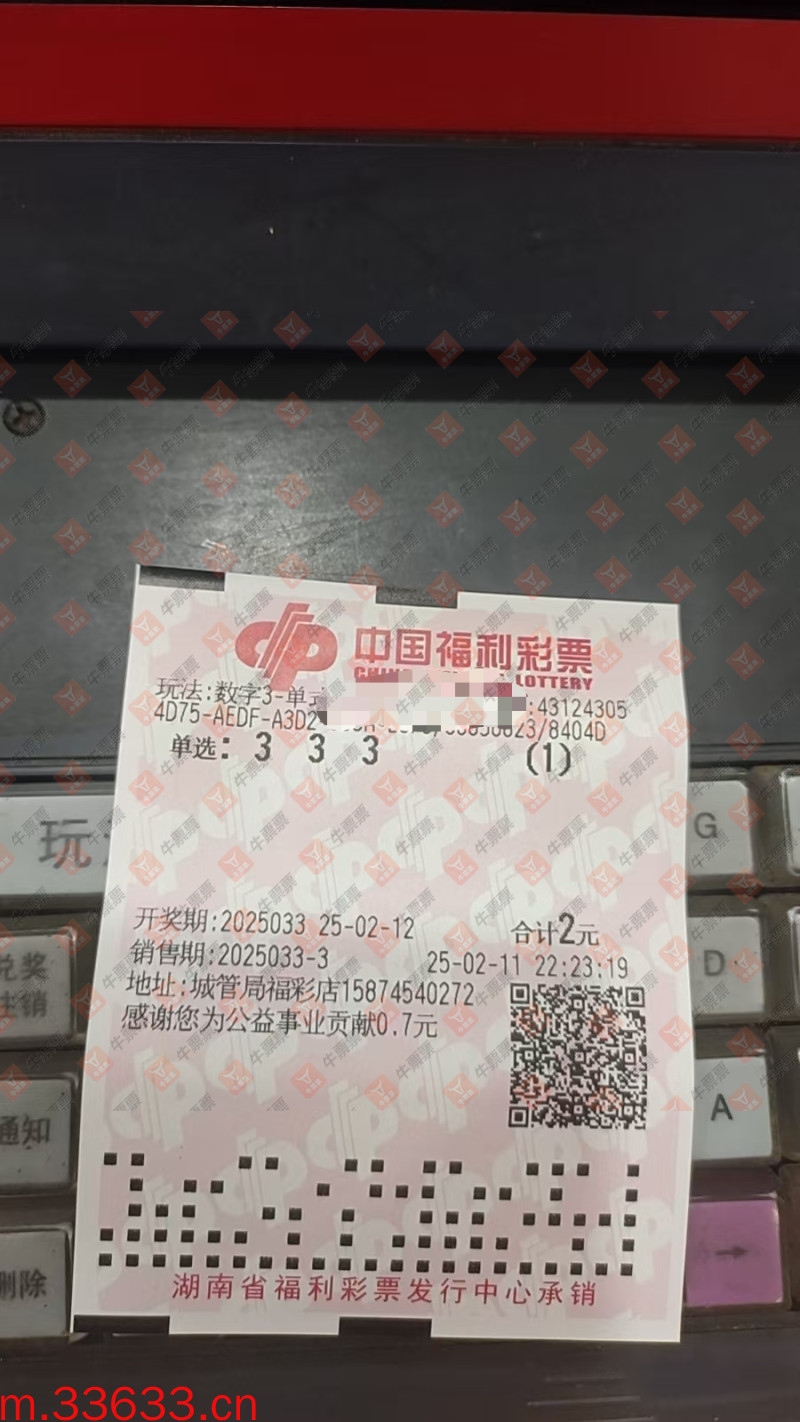 中国福利彩票
LOTTERY
玩法:数字3-单 :43124305
4D75-AEDF-A3D2 23/8404D
单选: 3 3 3 (1)
开奖期:2025033 25-02-12 合计2元
销售期:2025033-3 25-02-11 22:23:19
地址:城管局福彩店15874540272
感谢您为公益事业贡献0.7元
湖南省福利彩票发行中心承销
玩
G
兑奖
注销
D
通知
A
删除
→
牛票票
m.33633.cn